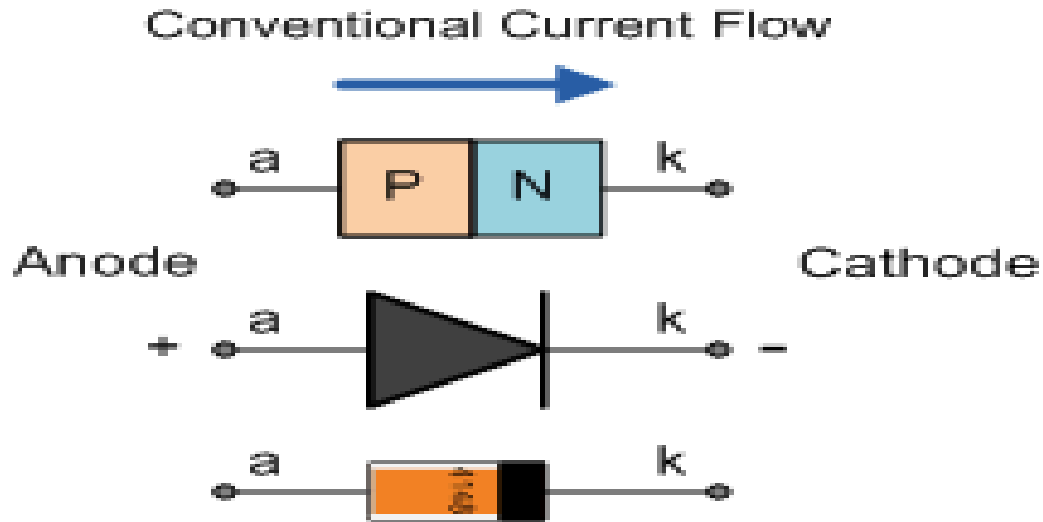 Conventional Current Flow
a k
P N
Anode Cathode
a k
+ −
a k